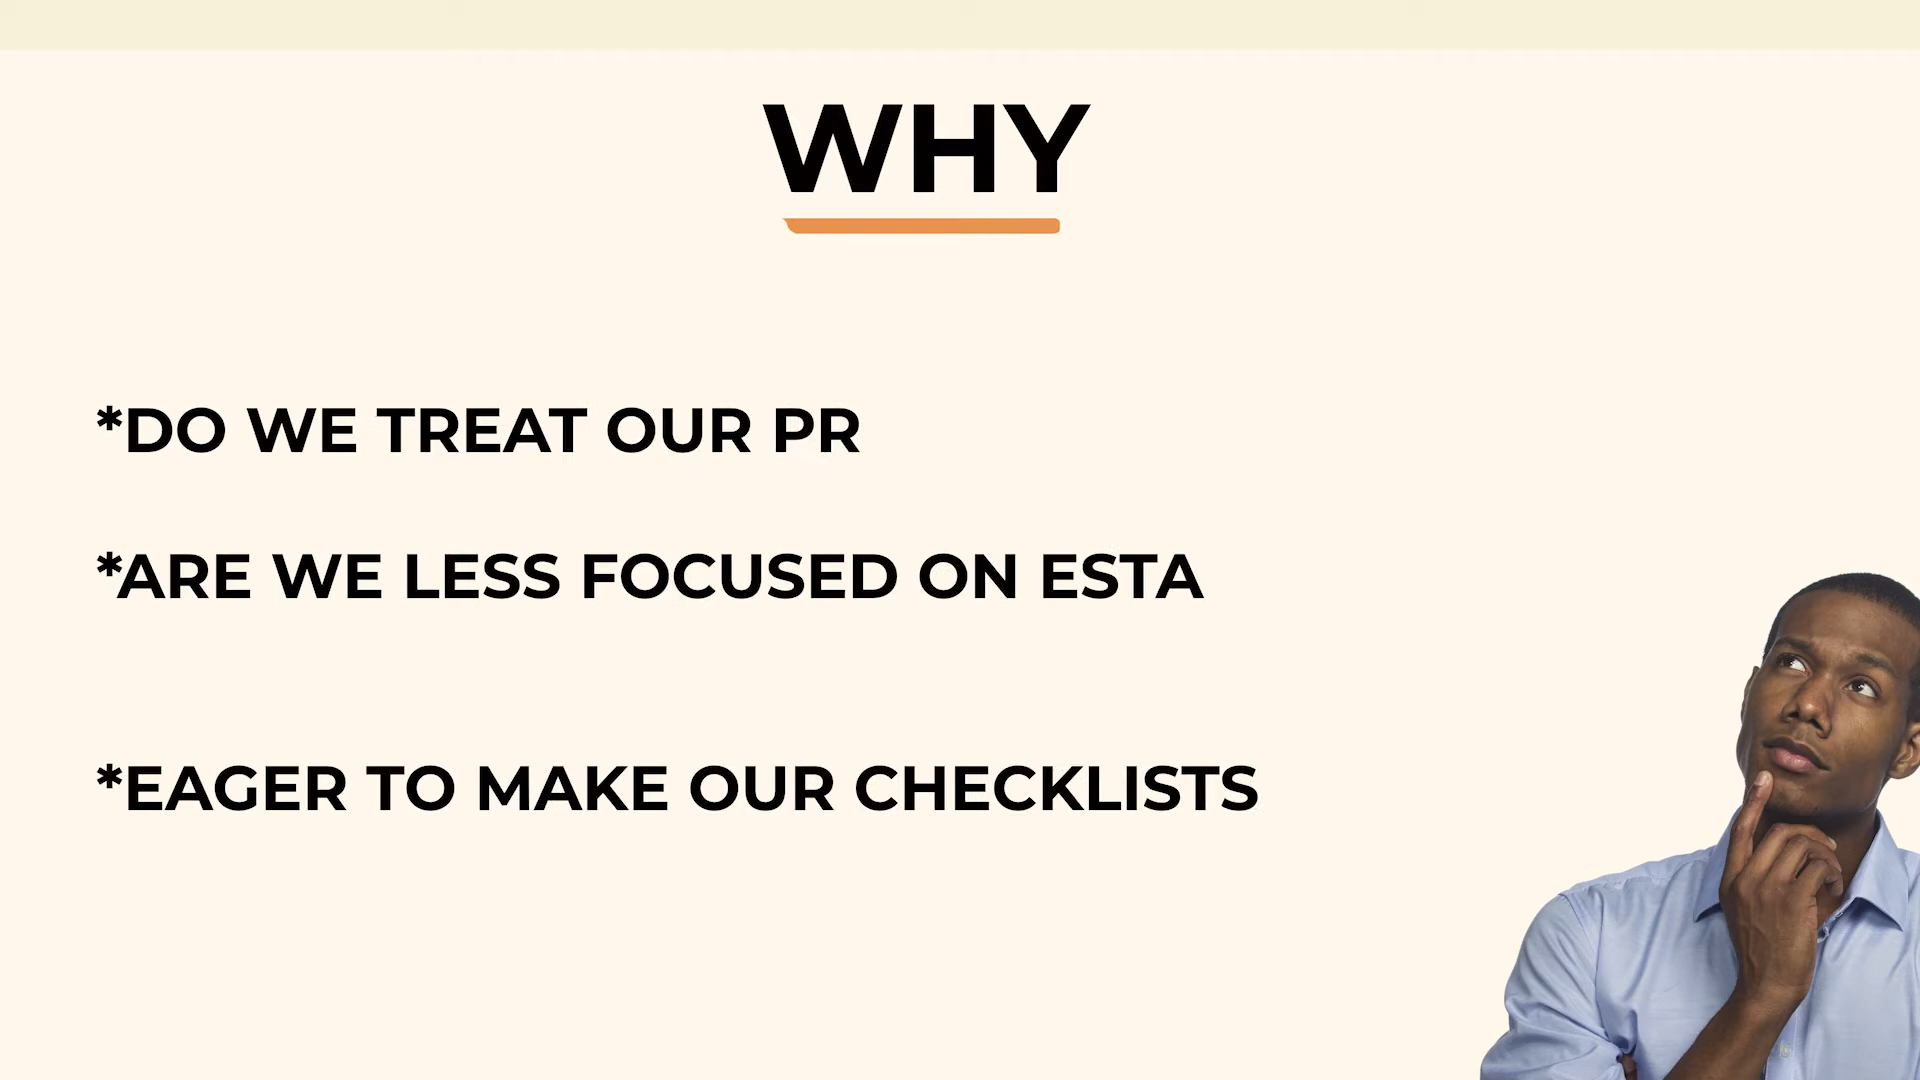 WHY
*DO WE TREAT OUR PR
*ARE WE LESS FOCUSED ON ESTA
*EAGER TO MAKE OUR CHECKLISTS